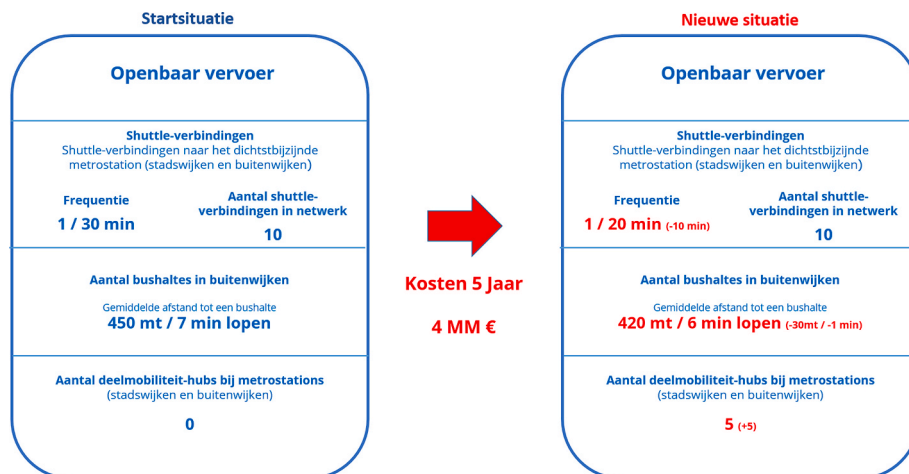 Startsituatie
Openbaar vervoer
Shuttle-verbindingen
Shuttle-verbindingen naar het dichtstbijzijnde
metrostation (stadswijken en buitenwijken)
Frequentie
1 / 30 min
Aantal shuttle-
verbindingen in netwerk
10
Aantal bushaltes in buitenwijken
Gemiddelde afstand tot een bushalte
450 mt / 7 min lopen
Aantal deelmobiliteit-hubs bij metrostations
(stadswijken en buitenwijken)
0
Kosten 5 Jaar
4 MM €
Nieuwe situatie
Openbaar vervoer
Shuttle-verbindingen
Shuttle-verbindingen naar het dichtstbijzijnde
metrostation (stadswijken en buitenwijken)
Frequentie
1 / 20 min (-10 min)
Aantal shuttle-
verbindingen in netwerk
10
Aantal bushaltes in buitenwijken
Gemiddelde afstand tot een bushalte
420 mt / 6 min lopen (-30mt / -1 min)
Aantal deelmobiliteit-hubs bij metrostations
(stadswijken en buitenwijken)
5 (+5)